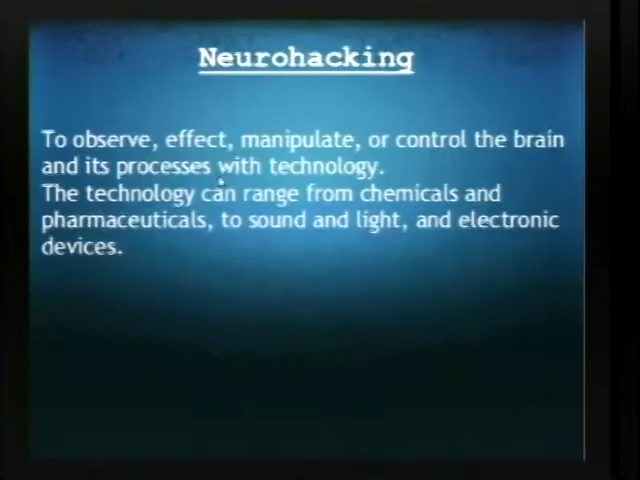 Neurohacking
To observe, effect, manipulate, or control the brain
and its processes with technology.
The technology can range from chemicals and
pharmaceuticals, to sound and light, and electronic
devices.